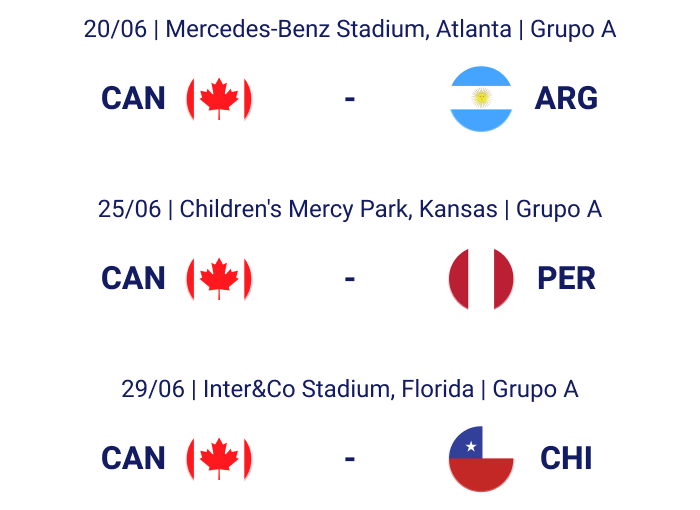 20/06 | Mercedes-Benz Stadium, Atlanta | Grupo A
CAN - ARG
25/06 | Children's Mercy Park, Kansas | Grupo A
CAN - PER
29/06 | Inter&Co Stadium, Florida | Grupo A
CAN - CHI